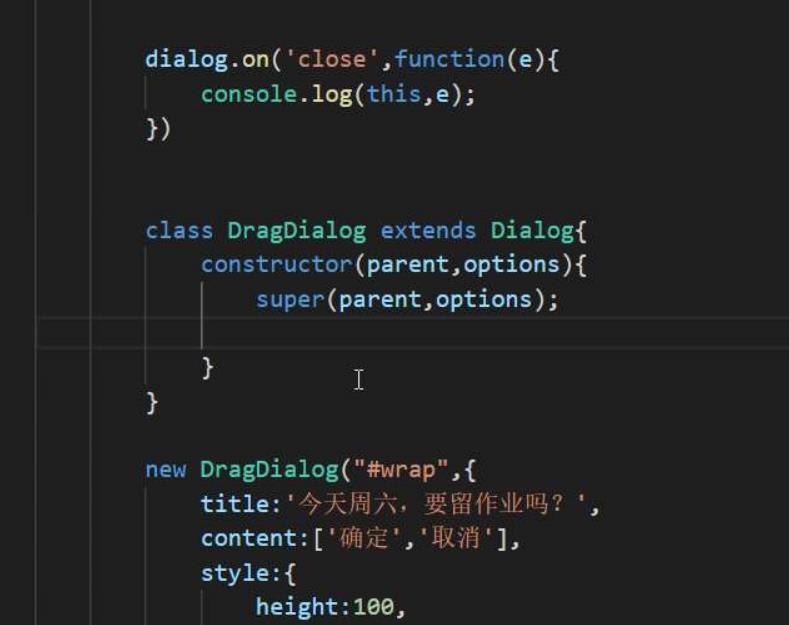 dialog.on('close',function(e){
console.log(this,e);
})
class DragDialog extends Dialog{
constructor(parent,options){
super(parent,options);
}
}
new DragDialog("#wrap",{
title:'今天周六，要留作业吗？',
content:['确定','取消'],
style:{
height:100,